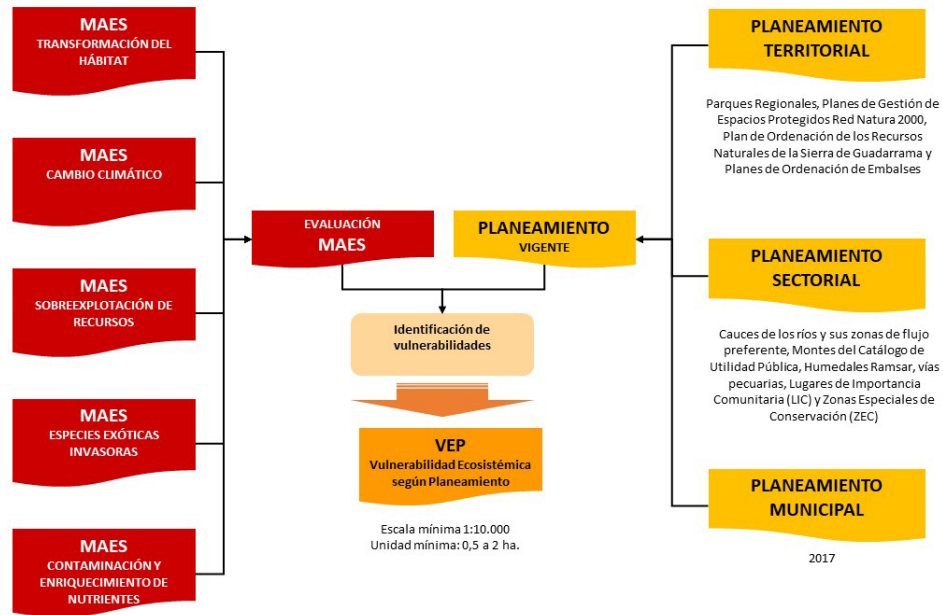 MAES
TRANSFORMACIÓN DEL
HÁBITAT
MAES
CAMBIO CLIMÁTICO
MAES
SOBREEXPLOTACIÓN DE
RECURSOS
MAES
ESPECIES EXÓTICAS
INVASORAS
MAES
CONTAMINACIÓN Y
ENRIQUECIMIENTO DE
NUTRIENTES
EVALUACIÓN
MAES
PLANEAMIENTO
VIGENTE
Identificación de
vulnerabilidades
VEP
Vulnerabilidad Ecosistémica
según Planeamiento
Escala mínima 1:10.000
Unidad mínima: 0,5 a 2 ha.
PLANEAMIENTO
TERRITORIAL
Parques Regionales, Planes de Gestión de
Espacios Protegidos Red Natura 2000,
Plan de Ordenación de los Recursos
Naturales de la Sierra de Guadarrama y
Planes de Ordenación de Embalses
PLANEAMIENTO
SECTORIAL
Cauces de los ríos y sus zonas de flujo
preferente, Montes del Catálogo de
Utilidad Pública, Humedales Ramsar, vías
pecuarias, Lugares de Importancia
Comunitaria (LIC) y Zonas Especiales de
Conservación (ZEC)
PLANEAMIENTO
MUNICIPAL
2017